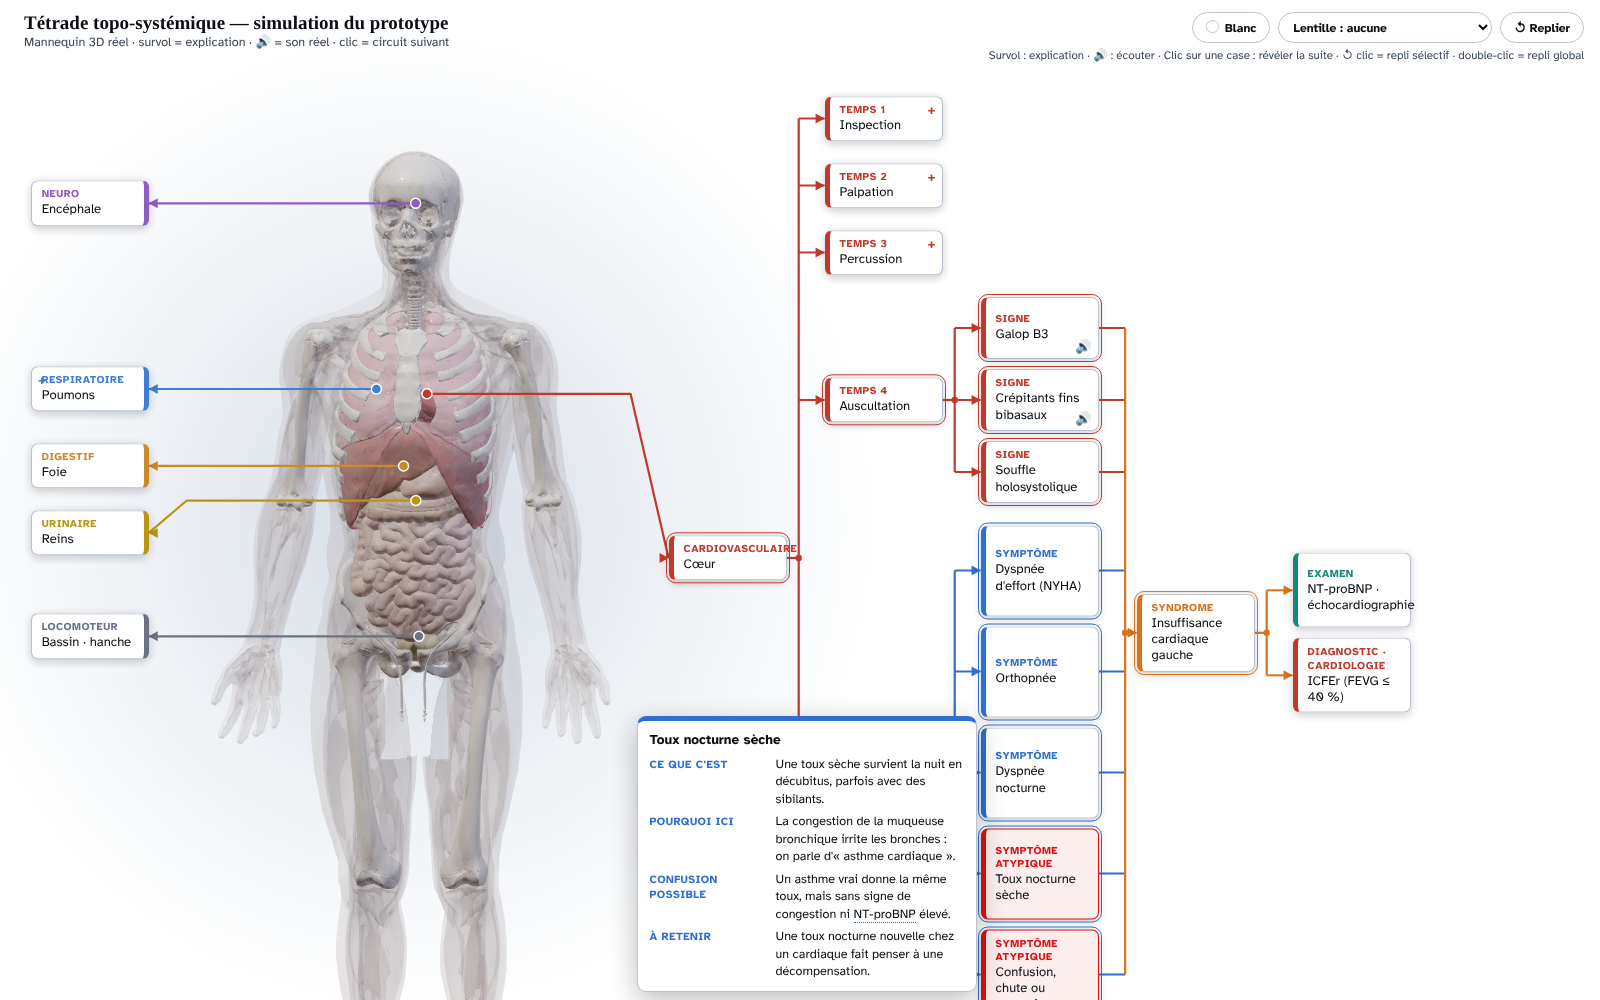 Tétrade topo-systémique — simulation du prototype
Mannequin 3D réel · survol = explication · 🔊 = son réel · clic = circuit suivant
Blanc
Lentille : aucune
↺ Replier
Survol : explication · 🔊 : écouter · Clic sur une case : révéler la suite · ↺ clic = repli sélectif · double-clic = repli global
NEURO
Encéphale
+
RESPIRATOIRE
Poumons
DIGESTIF
Foie
URINAIRE
Reins
LOCOMOTEUR
Bassin · hanche
CARDIOVASCULAIRE
Cœur
TEMPS 1
+
Inspection
TEMPS 2
+
Palpation
TEMPS 3
+
Percussion
TEMPS 4
Auscultation
SIGNE
Galop B3
🔊
SIGNE
Crépitants fins
bibasaux
🔊
SIGNE
Souffle
holosystolique
SYMPTÔME
Dyspnée
d'effort (NYHA)
SYMPTÔME
Orthopnée
SYMPTÔME
Dyspnée
nocturne
SYMPTÔME
ATYPIQUE
Toux nocturne
sèche
SYMPTÔME
ATYPIQUE
Confusion,
chute ou
SYNDROME
Insuffisance
cardiaque
gauche
EXAMEN
NT-proBNP ·
échocardiographie
DIAGNOSTIC ·
CARDIOLOGIE
ICFEr (FEVG ≤
40 %)
Toux nocturne sèche
CE QUE C'EST
Une toux sèche survient la nuit en
décubitus, parfois avec des
sibilants.
POURQUOI ICI
La congestion de la muqueuse
bronchique irrite les bronches :
on parle d'« asthme cardiaque ».
CONFUSION
POSSIBLE
Un asthme vrai donne la même
toux, mais sans signe de
congestion ni NT-proBNP élevé.
À RETENIR
Une toux nocturne nouvelle chez
un cardiaque fait penser à une
décompensation.